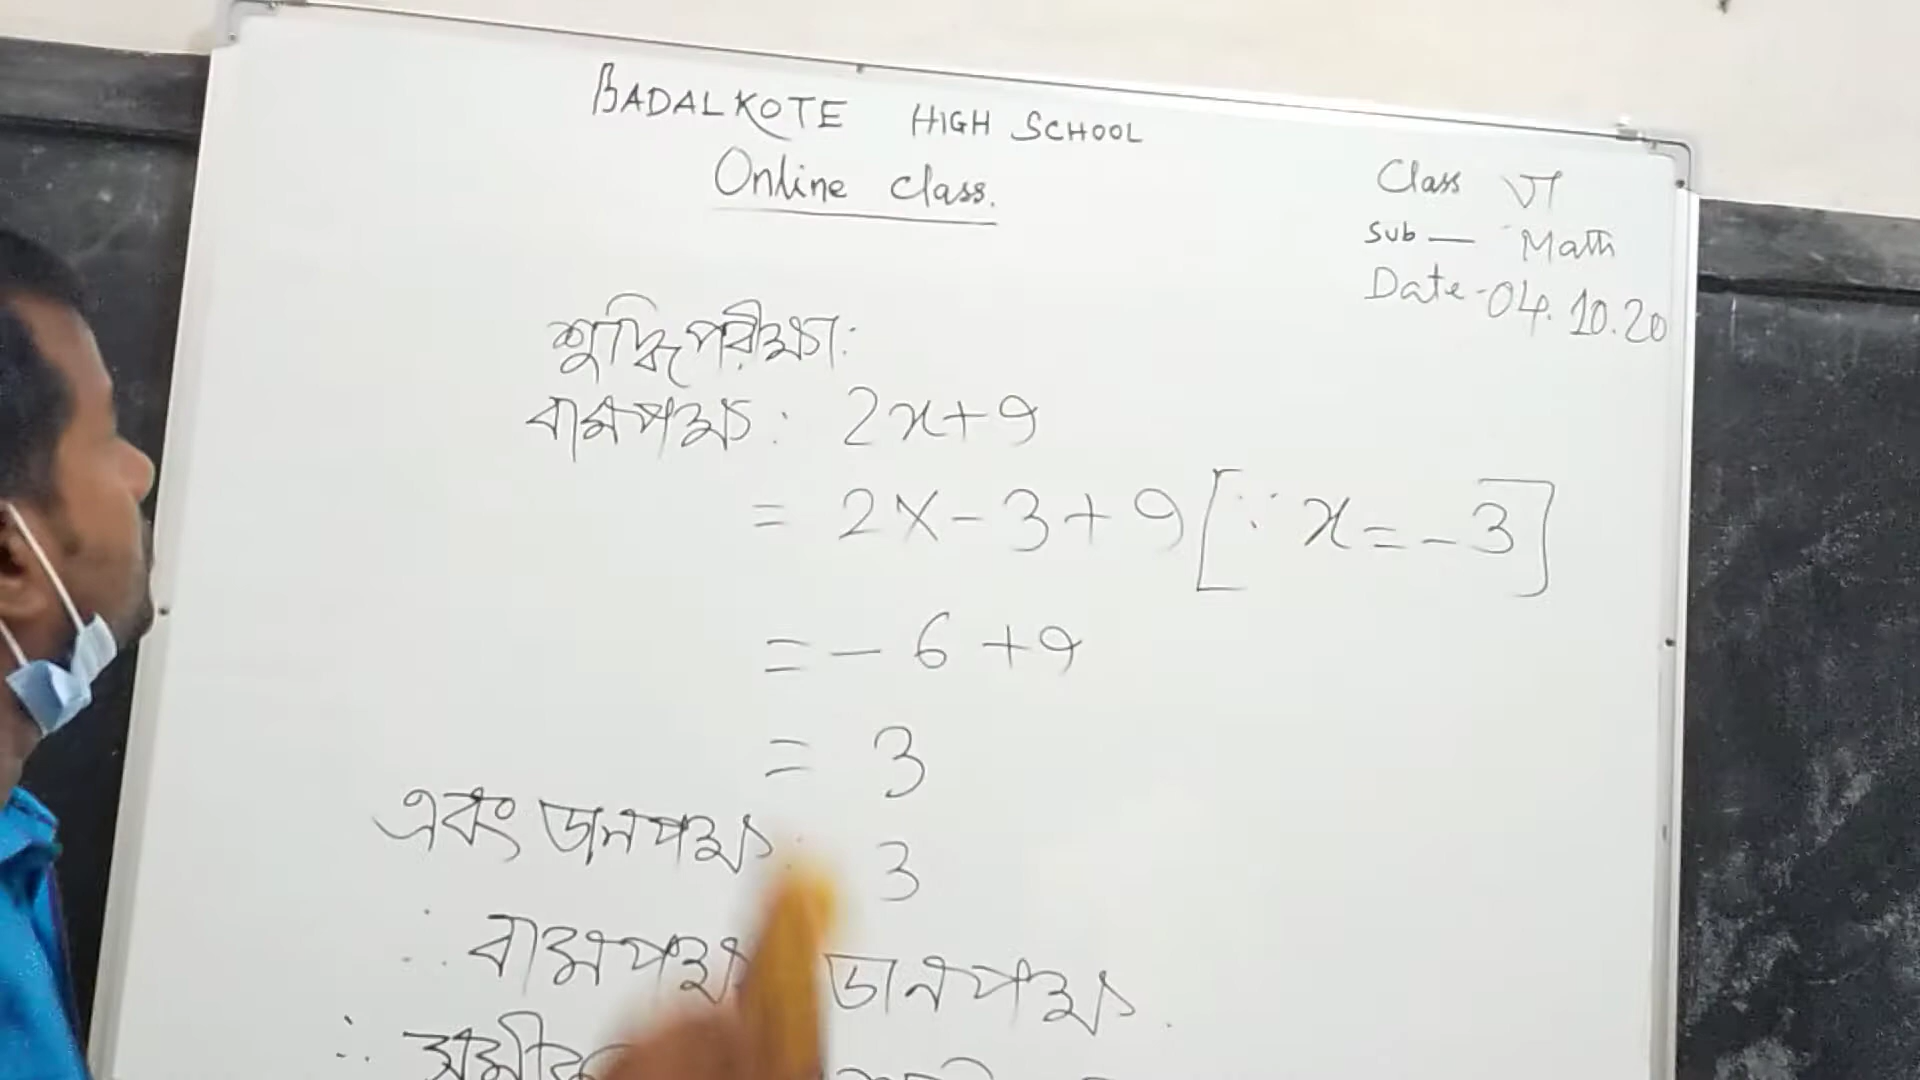 BADALKOTE HIGH SCHOOL
Online Class.
Class VI
Sub — Math
Date-04.10.20
শুদ্ধিপরীক্ষা:
বামপক্ষ: 2x+9
= 2×-3+9 [∵ x=-3]
= - 6 +9
= 3
এবং ডানপক্ষ: 3
∴ বামপক্ষ ডানপক্ষ.
∴